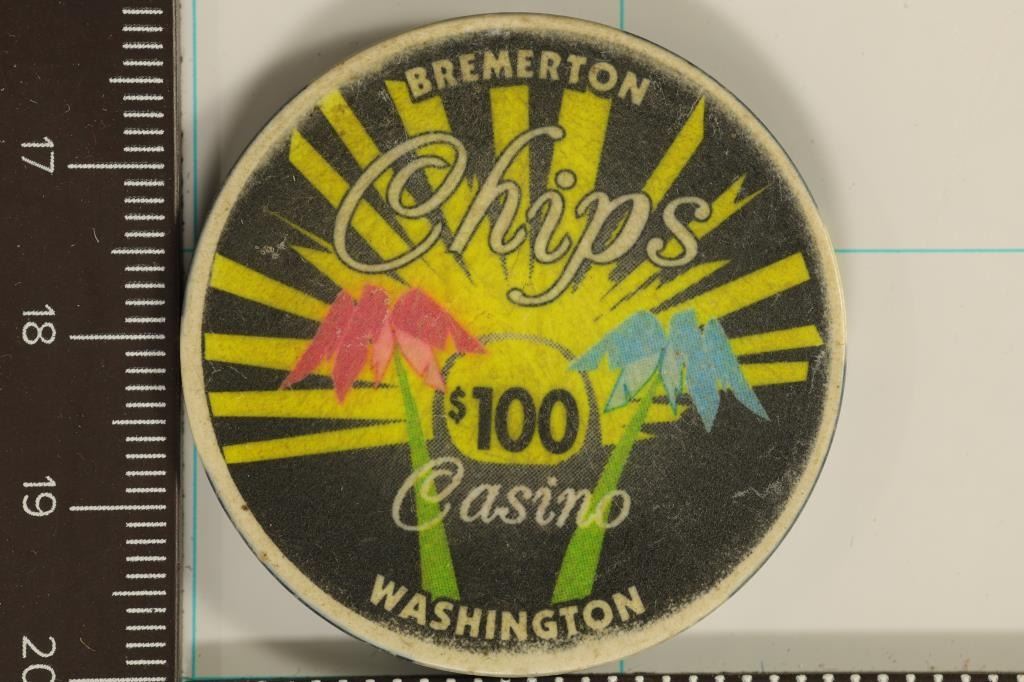 BREMERTON
Chips
$100
Casino
WASHINGTON
17
18
19
20